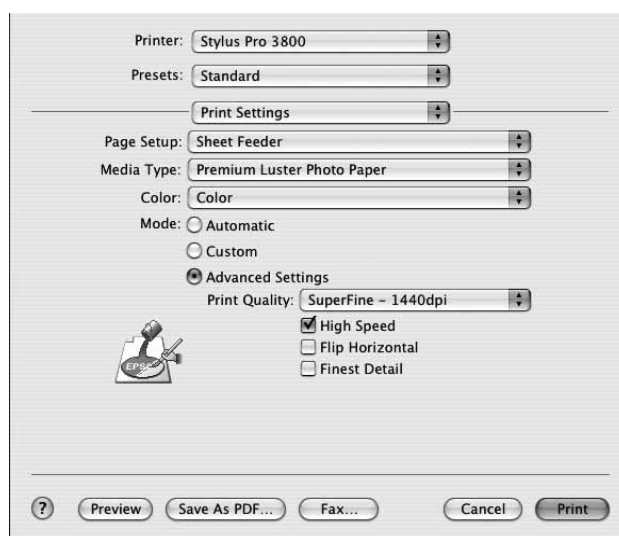 Printer: Stylus Pro 3800
Presets: Standard
Print Settings
Page Setup: Sheet Feeder
Media Type: Premium Luster Photo Paper
Color: Color
Mode: Automatic
Custom
Advanced Settings
Print Quality: SuperFine – 1440dpi
High Speed
Flip Horizontal
Finest Detail
EPSO
? Preview Save As PDF... Fax... Cancel Print